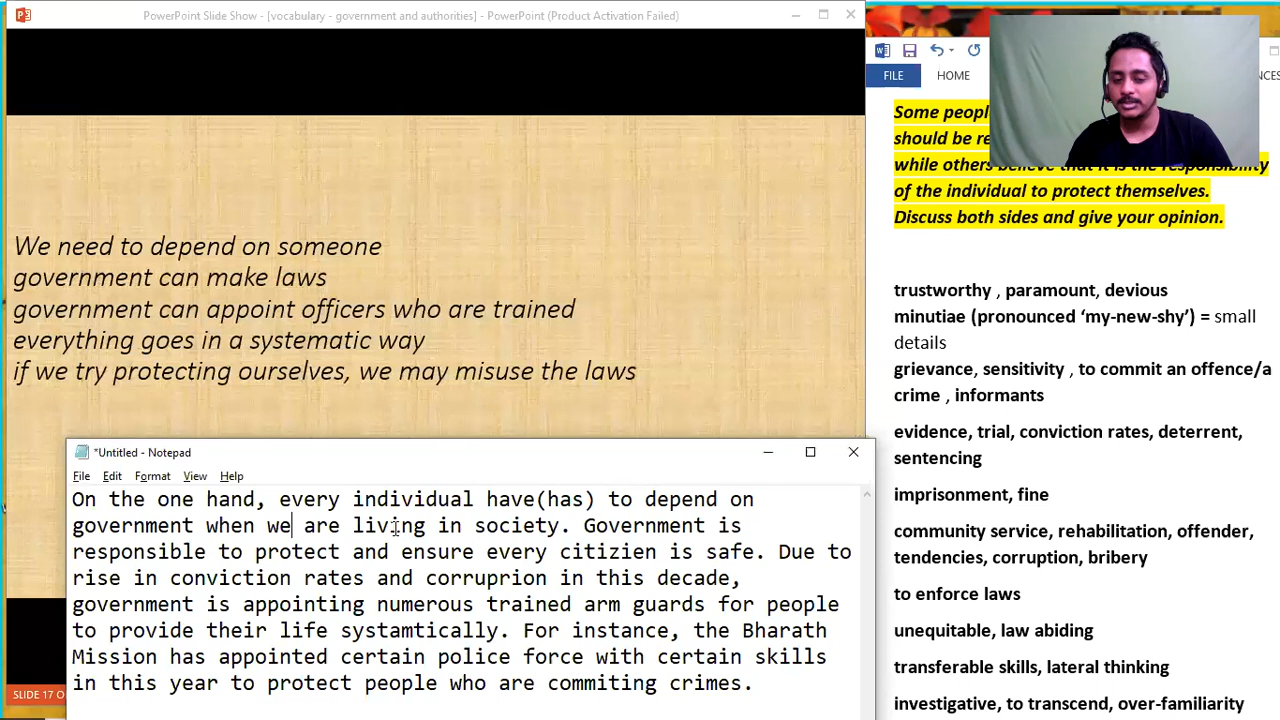 PowerPoint Slide Show - [vocabulary - government and authorities] - PowerPoint (Product Activation Failed)
We need to depend on someone
government can make laws
government can appoint officers who are trained
everything goes in a systematic way
if we try protecting ourselves, we may misuse the laws
SLIDE 17 O
*Untitled - Notepad
File Edit Format View Help
On the one hand, every individual have(has) to depend on
government when we are living in society. Government is
responsible to protect and ensure every citizien is safe. Due to
rise in conviction rates and corruprion in this decade,
government is appointing numerous trained arm guards for people
to provide their life systamtically. For instance, the Bharath
Mission has appointed certain police force with certain skills
in this year to protect people who are commiting crimes.
FILE HOME
Some peopl
should be re
while others believe that it is the responsibility
of the individual to protect themselves.
Discuss both sides and give your opinion.
trustworthy , paramount, devious
minutiae (pronounced ‘my-new-shy’) = small
details
grievance, sensitivity , to commit an offence/a
crime , informants
evidence, trial, conviction rates, deterrent,
sentencing
imprisonment, fine
community service, rehabilitation, offender,
tendencies, corruption, bribery
to enforce laws
unequitable, law abiding
transferable skills, lateral thinking
investigative, to transcend, over-familiarity